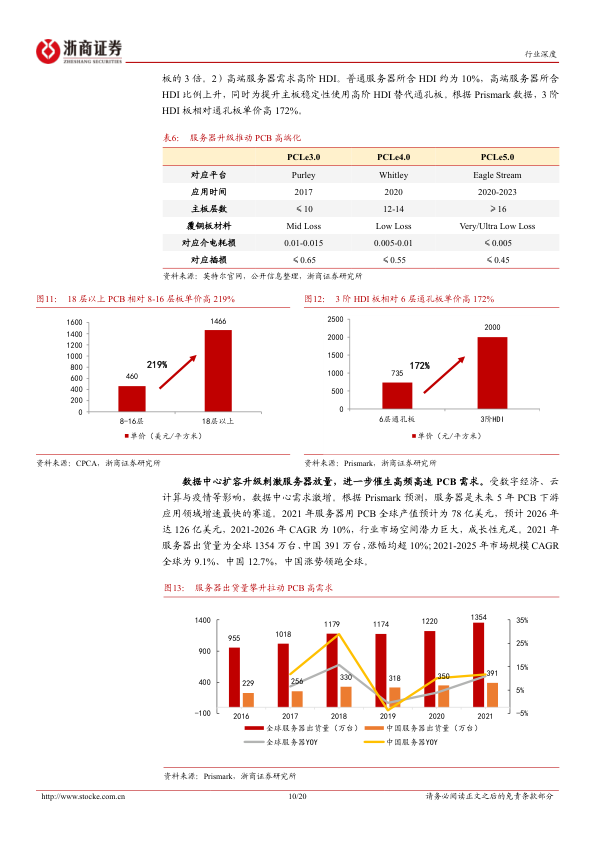 浙商证券
ZHESHANG SECURITIES
行业深度
板的 3 倍。2）高端服务器需求高阶 HDI。普通服务器所含 HDI 约为 10%，高端服务器所含
HDI 比例上升，同时为提升主板稳定性使用高阶 HDI 替代通孔板。根据 Prismark 数据，3 阶
HDI 板相对通孔板单价高 172%。
表6： 服务器升级推动 PCB 高端化
PCLe3.0 PCLe4.0 PCLe5.0
对应平台 Purley Whitley Eagle Stream
应用时间 2017 2020 2020-2023
主板层数 ≤10 12-14 ≥16
覆铜板材料 Mid Loss Low Loss Very/Ultra Low Loss
对应介电耗损 0.01-0.015 0.005-0.01 ≤0.005
对应插损 ≤0.65 ≤0.55 ≤0.45
资料来源：英特尔官网，公开信息整理，浙商证券研究所
图11： 18 层以上 PCB 相对 8-16 层板单价高 219%
1600
1400
1200
1000
800
600
400
200
0
460
219%
1466
8-16层 18层以上
单价（美元/平方米）
资料来源：CPCA，浙商证券研究所
图12： 3 阶 HDI 板相对 6 层通孔板单价高 172%
2500
2000
1500
1000
500
0
735
172%
2000
6层通孔板 3阶HDI
单价（元/平方米）
资料来源：Prismark，浙商证券研究所
数据中心扩容升级刺激服务器放量，进一步催生高频高速 PCB 需求。受数字经济、云
计算与疫情等影响，数据中心需求激增。根据 Prismark 预测，服务器是未来 5 年 PCB 下游
应用领域增速最快的赛道。2021 年服务器用 PCB 全球产值预计为 78 亿美元，预计 2026 年
达 126 亿美元，2021-2026 年 CAGR 为 10%，行业市场空间潜力巨大，成长性充足。2021 年
服务器出货量为全球 1354 万台，中国 391 万台，涨幅均超 10%；2021-2025 年市场规模 CAGR
全球为 9.1%、中国 12.7%，中国涨势领跑全球。
图13： 服务器出货量攀升拉动 PCB 高需求
1400
900
400
-100
955 1018 1179 1174 1220 1354
229 256 330 318 350 391
35%
25%
15%
5%
-5%
2016 2017 2018 2019 2020 2021
全球服务器出货量（万台） 中国服务器出货量（万台）
全球服务器YOY 中国服务器YOY
资料来源：Prismark，浙商证券研究所
http://www.stocke.com.cn 10/20 请务必阅读正文之后的免责条款部分